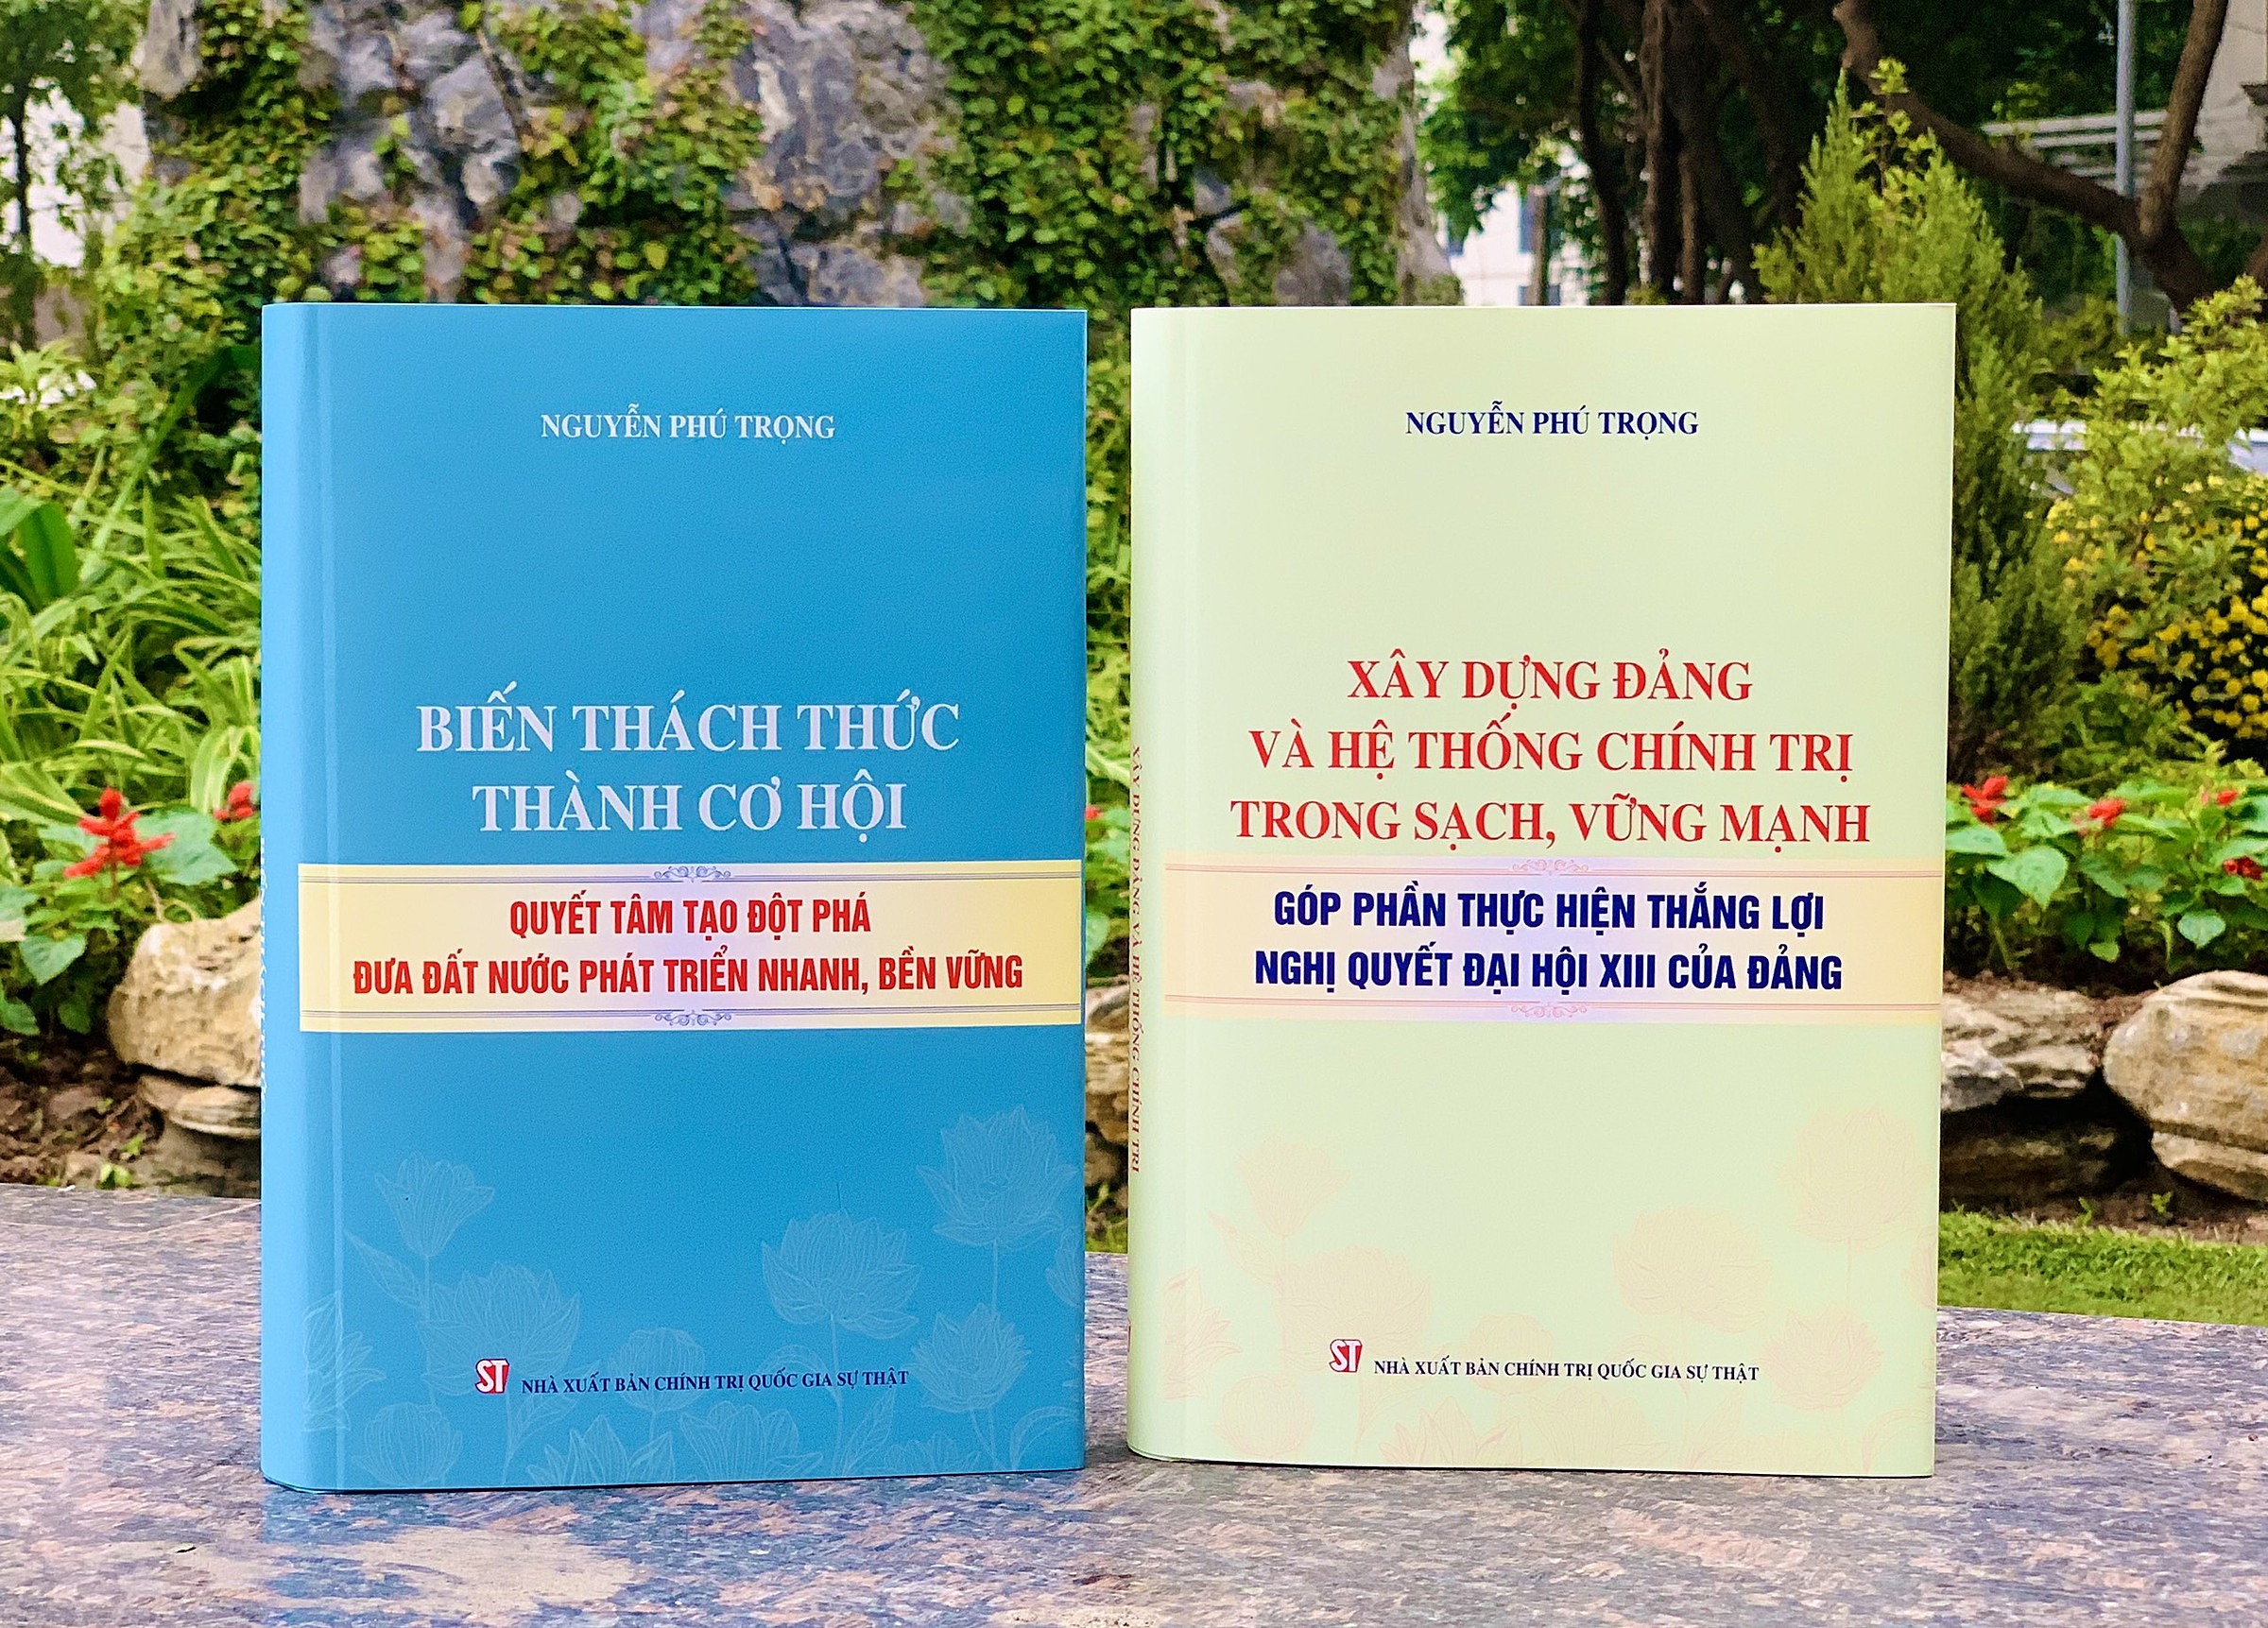 NGUYỄN PHÚ TRỌNG
BIẾN THÁCH THỨC
THÀNH CƠ HỘI
QUYẾT TÂM TẠO ĐỘT PHÁ
ĐƯA ĐẤT NƯỚC PHÁT TRIỂN NHANH, BỀN VỮNG
ST NHÀ XUẤT BẢN CHÍNH TRỊ QUỐC GIA SỰ THẬT
XÂY DỰNG ĐẢNG VÀ HỆ THỐNG CHÍNH TRỊ
NGUYỄN PHÚ TRỌNG
XÂY DỰNG ĐẢNG
VÀ HỆ THỐNG CHÍNH TRỊ
TRONG SẠCH, VỮNG MẠNH
GÓP PHẦN THỰC HIỆN THẮNG LỢI
NGHỊ QUYẾT ĐẠI HỘI XIII CỦA ĐẢNG
ST NHÀ XUẤT BẢN CHÍNH TRỊ QUỐC GIA SỰ THẬT